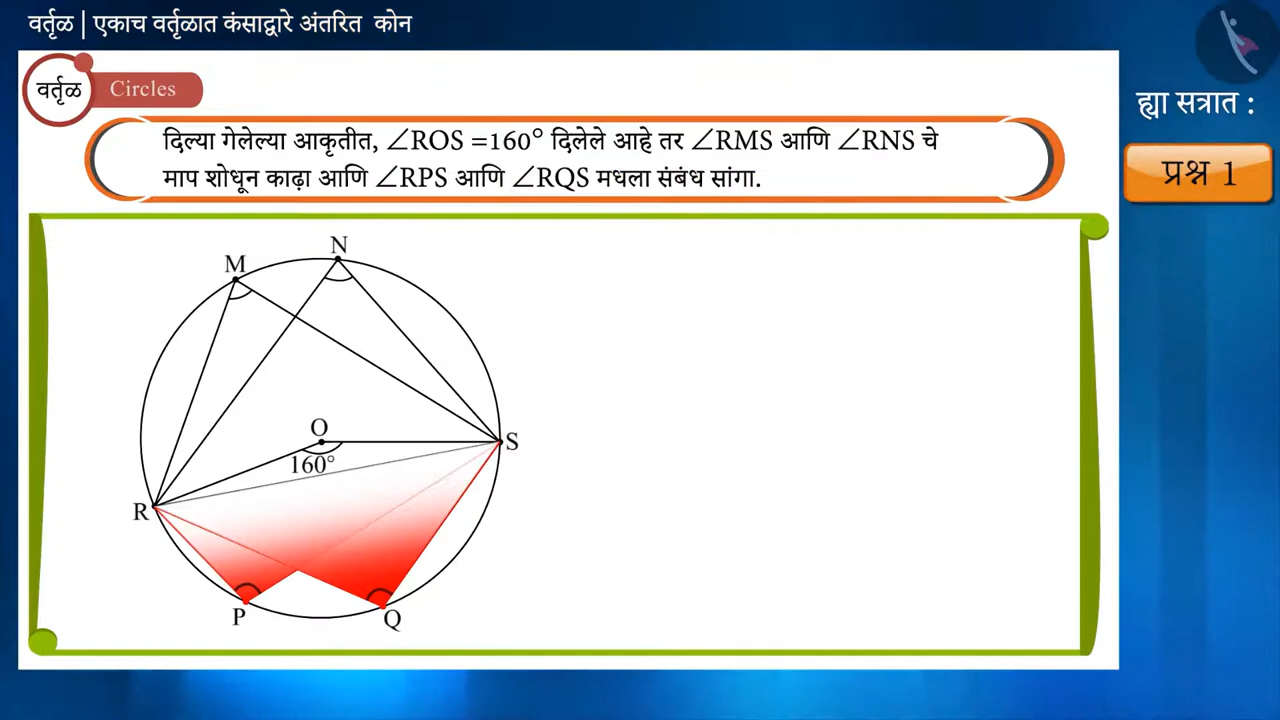 वर्तृळ | एकाच वर्तृळात कंसाद्वारे अंतरित कोन
वर्तृळ
Circles
ह्या सत्रात :
प्रश्न 1
दिल्या गेलेल्या आकृतीत, ∠ROS =160° दिलेले आहे तर ∠RMS आणि ∠RNS चे
माप शोधून काढ़ा आणि ∠RPS आणि ∠RQS मधला संबंध सांगा.
N
M
O
S
160°
R
P
Q